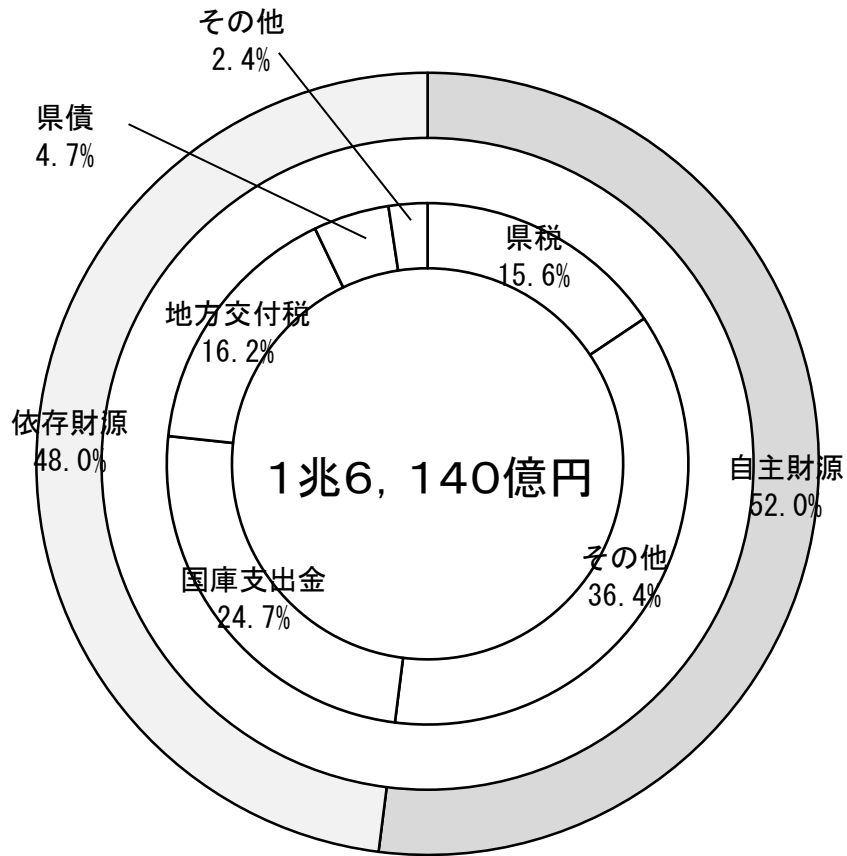 その他
2.4%
県債
4.7%
県税
15.6%
地方交付税
16.2%
依存財源
48.0%
1兆6,140億円
自主財源
52.0%
その他
36.4%
国庫支出金
24.7%